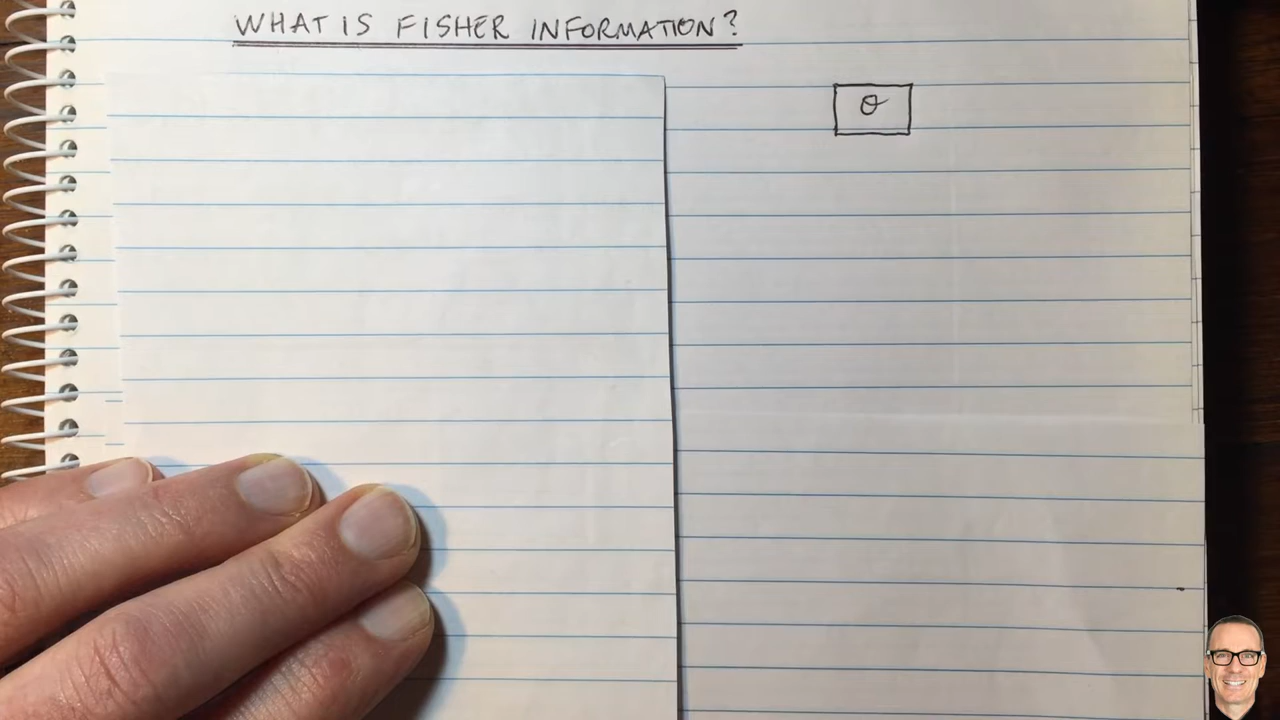 WHAT IS FISHER INFORMATION?
θ